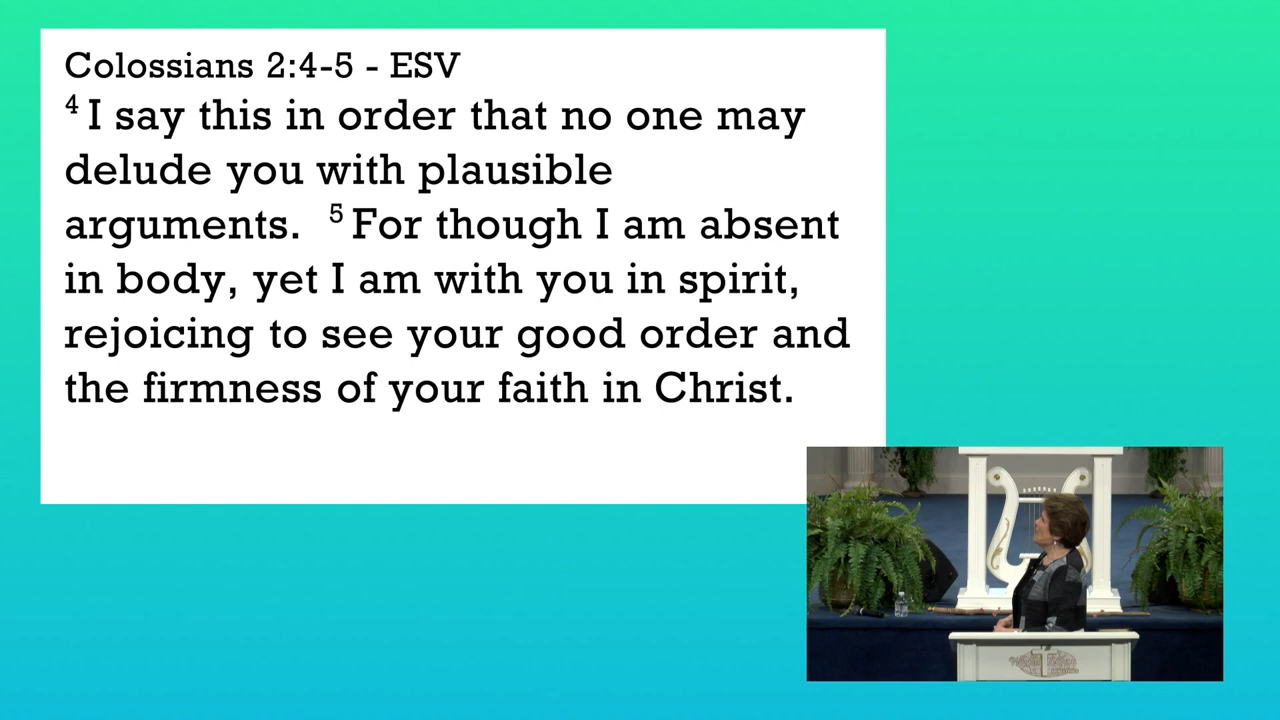 Colossians 2:4-5 - ESV
4 I say this in order that no one may
delude you with plausible
arguments. 5 For though I am absent
in body, yet I am with you in spirit,
rejoicing to see your good order and
the firmness of your faith in Christ.